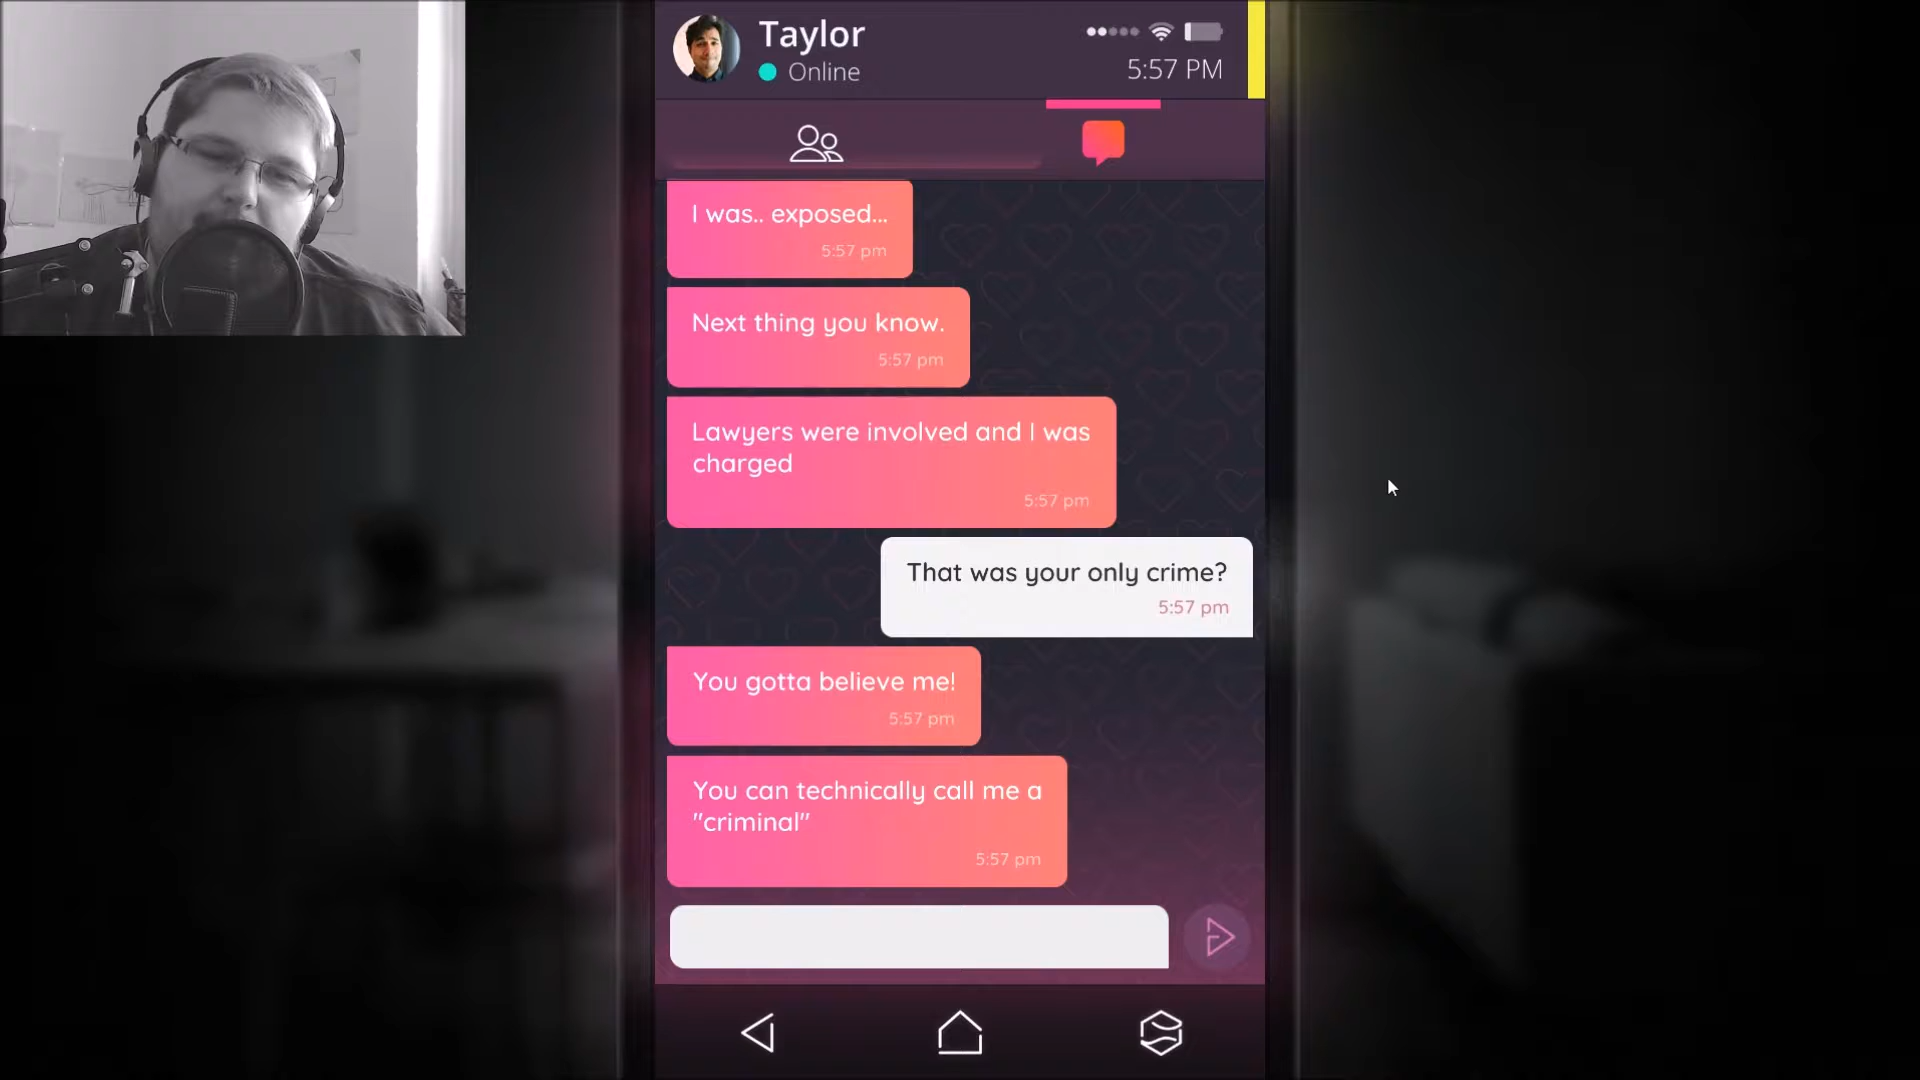 Taylor
Online
5:57 PM
I was.. exposed...
5:57 pm
Next thing you know.
5:57 pm
Lawyers were involved and I was
charged
5:57 pm
That was your only crime?
5:57 pm
You gotta believe me!
5:57 pm
You can technically call me a
"criminal"
5:57 pm